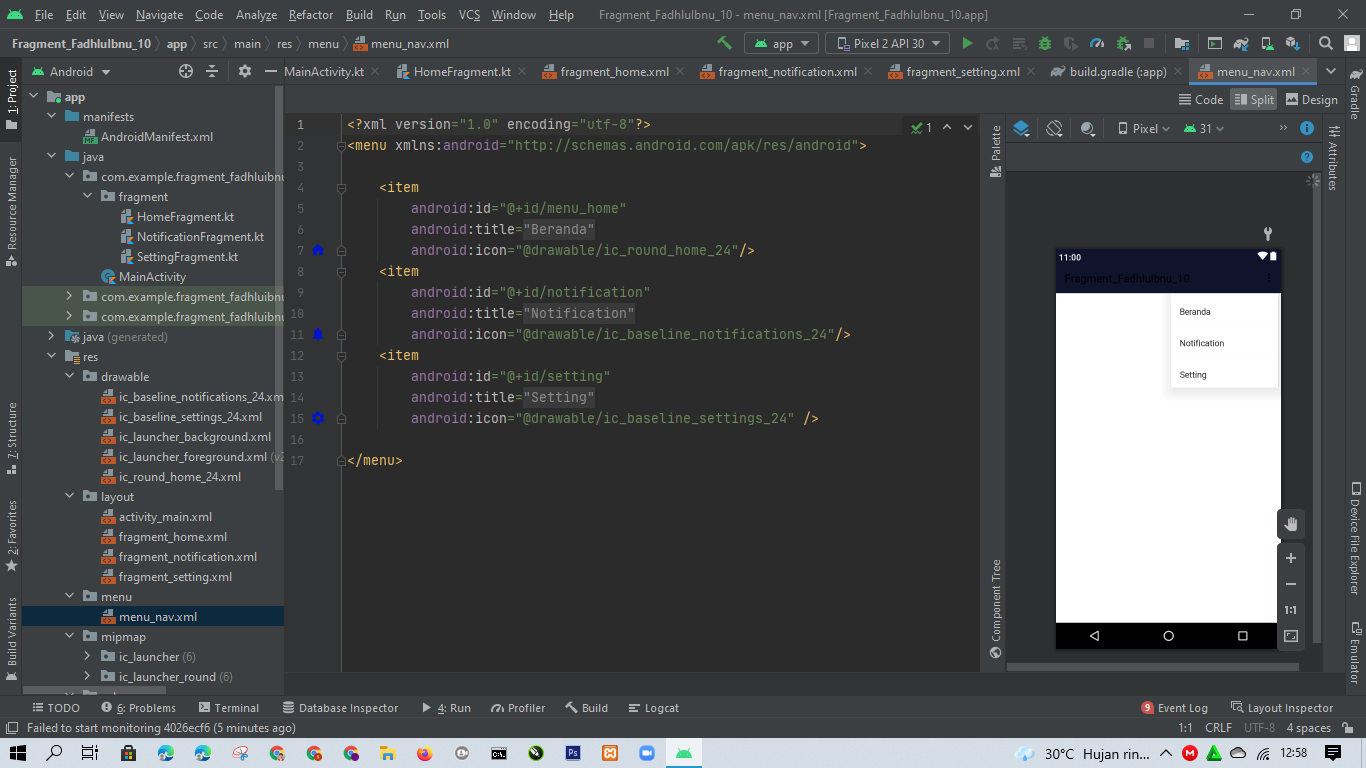 File Edit View Navigate Code Analyze Refactor Build Run Tools VCS Window Help Fragment_FadhluIbnu_10 - menu_nav.xml [Fragment_FadhluIbnu_10.app]
Fragment_FadhluIbnu_10 app src main res menu menu_nav.xml app Pixel 2 API 30
Android MainActivity.kt HomeFragment.kt fragment_home.xml fragment_notification.xml fragment_setting.xml build.gradle (:app) menu_nav.xml
Code Split Design
1: Project
Resource Manager
7: Structure
2: Favorites
Build Variants
app
manifests
AndroidManifest.xml
java
com.example.fragment_fadhluibnu
fragment
HomeFragment.kt
NotificationFragment.kt
SettingFragment.kt
MainActivity
com.example.fragment_fadhluibnu
com.example.fragment_fadhluibnu
java (generated)
res
drawable
ic_baseline_notifications_24.xm
ic_baseline_settings_24.xml
ic_launcher_background.xml
ic_launcher_foreground.xml (v2
ic_round_home_24.xml
layout
activity_main.xml
fragment_home.xml
fragment_notification.xml
fragment_setting.xml
menu
menu_nav.xml
mipmap
ic_launcher (6)
ic_launcher_round (6)
1 <?xml version="1.0" encoding="utf-8"?>
2 <menu xmlns:android="http://schemas.android.com/apk/res/android">
3
4 <item
5 android:id="@+id/menu_home"
6 android:title="Beranda"
7 android:icon="@drawable/ic_round_home_24"/>
8 <item
9 android:id="@+id/notification"
10 android:title="Notification"
11 android:icon="@drawable/ic_baseline_notifications_24"/>
12 <item
13 android:id="@+id/setting"
14 android:title="Setting"
15 android:icon="@drawable/ic_baseline_settings_24" />
16
17 </menu>
1
Palette
Component Tree
Pixel 31
11:00
Fragment_FadhluIbnu_10
Beranda
Notification
Setting
1:1
Gradle
Attributes
Device File Explorer
Emulator
TODO 6: Problems Terminal Database Inspector 4: Run Profiler Build Logcat 9 Event Log Layout Inspector
Failed to start monitoring 4026ecf6 (5 minutes ago) 1:1 CRLF UTF-8 4 spaces
30°C Hujan rin... 12:58